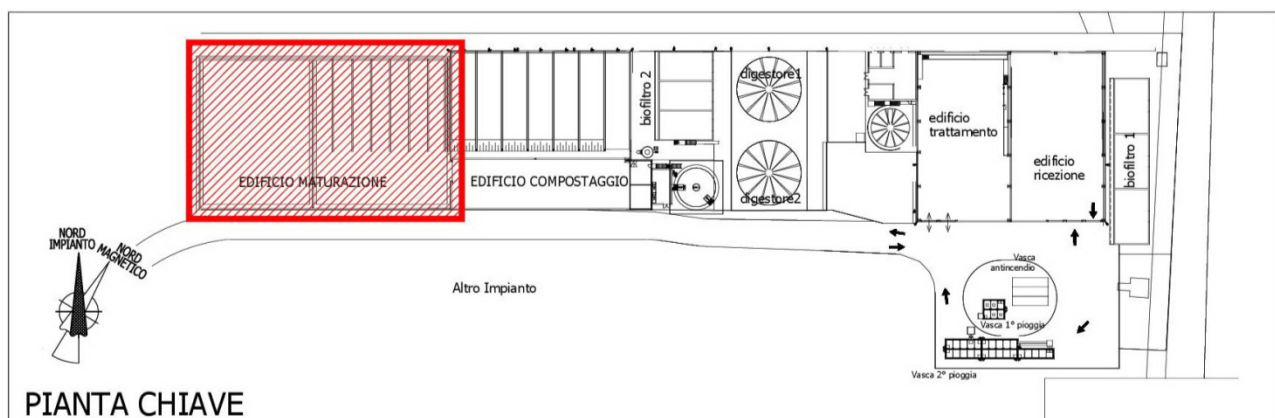 biofiltro 2
digestore1
edificio
trattamento
edificio
ricezione
biofiltro 1
EDIFICIO MATURAZIONE
EDIFICIO COMPOSTAGGIO
digestore2
NORD
IMPIANTO
NORD
MAGNETICO
Altro Impianto
Vasca
antincendio
Vasca 1° pioggia
Vasca 2° pioggia
PIANTA CHIAVE